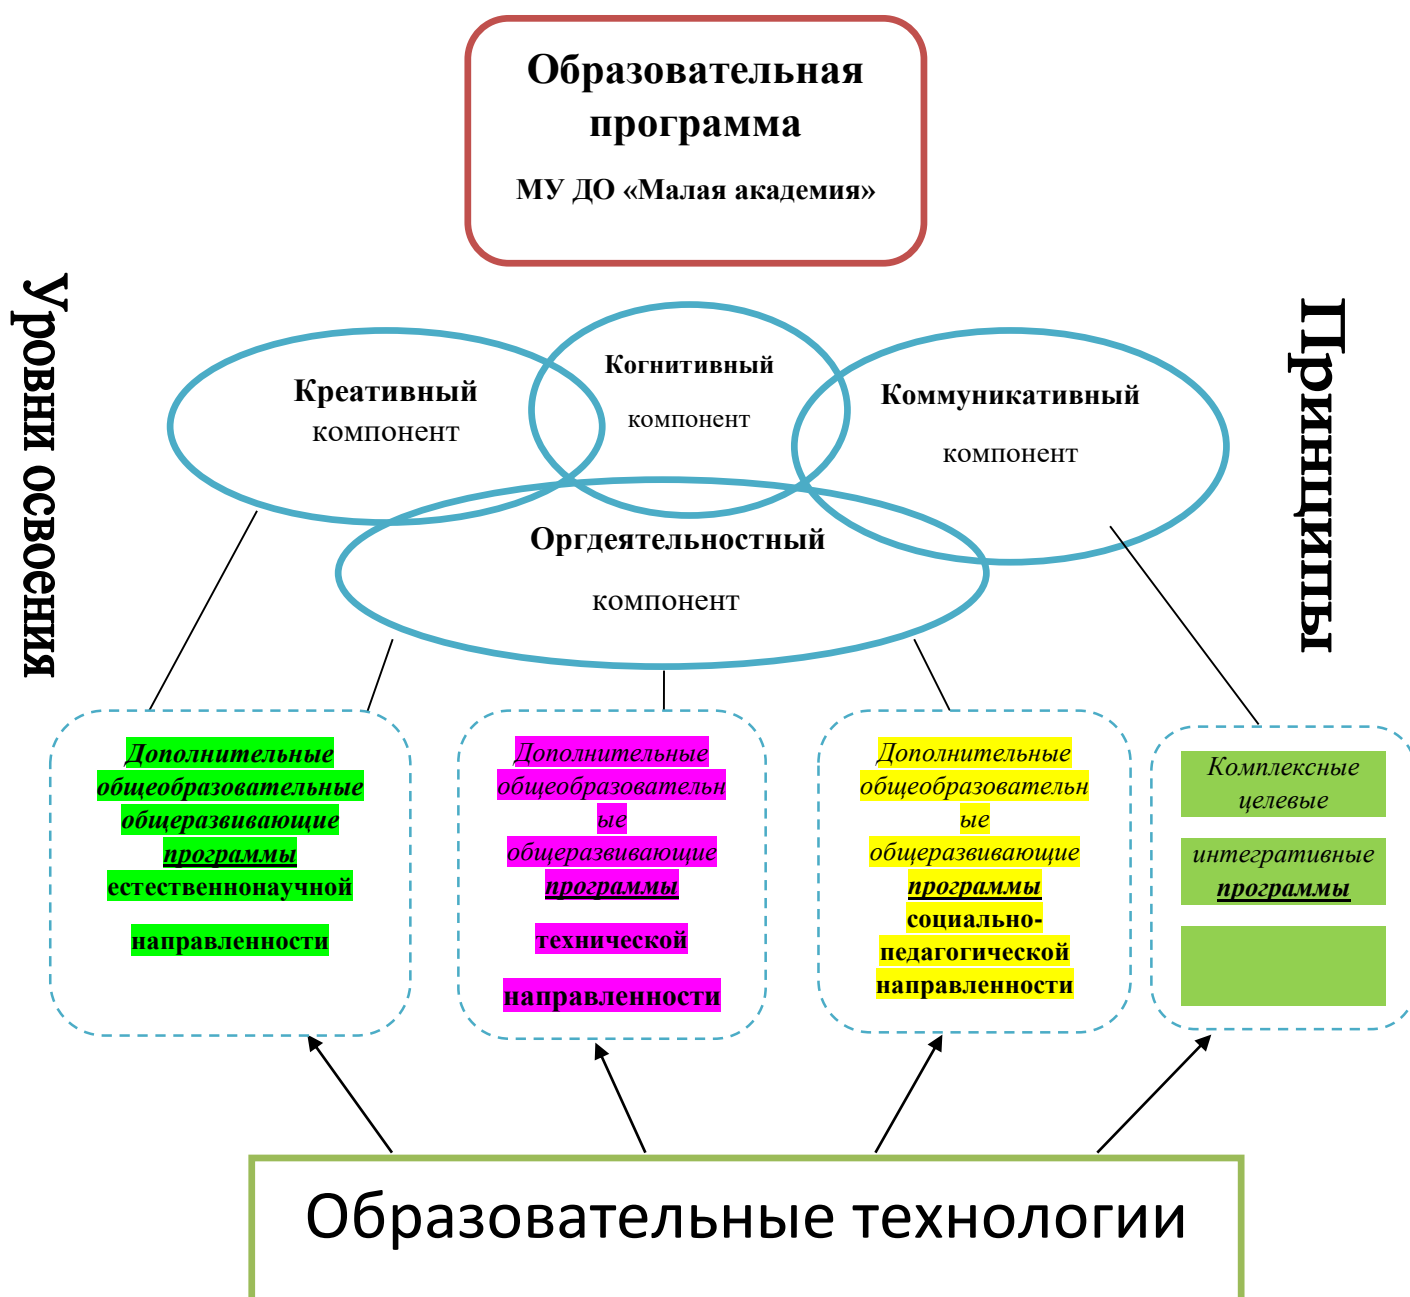 Образовательная
программа
МУ ДО «Малая академия»
Уровни освоения
Принципы
Креативный
компонент
Когнитивный
компонент
Коммуникативный
компонент
Оргдеятельностный
компонент
Дополнительные
общеобразовательные
общеразвивающие
программы
естественнонаучной
направленности
Дополнительные
общеобразовательн
ые
общеразвивающие
программы
технической
направленности
Дополнительные
общеобразовательн
ые
общеразвивающие
программы
социально-
педагогической
направленности
Комплексные
целевые
интегративные
программы
Образовательные технологии